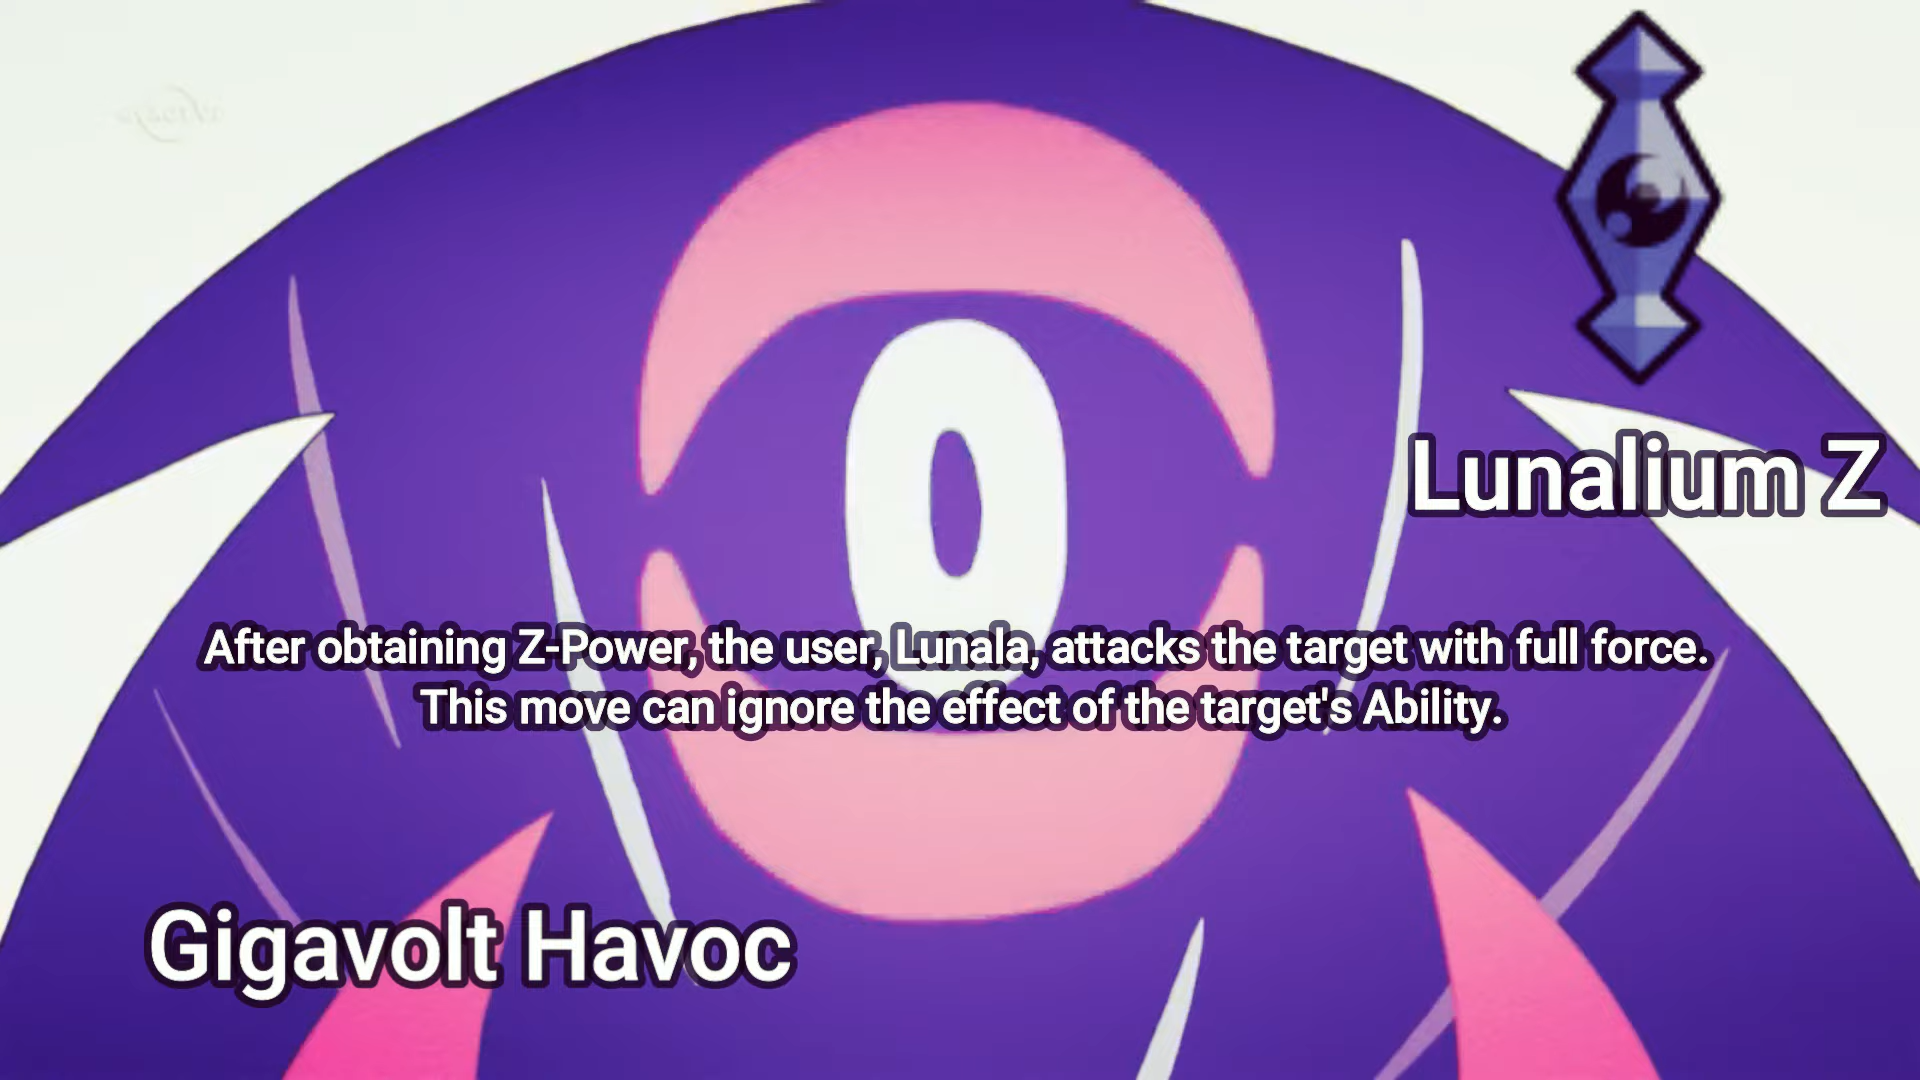 Lunalium Z
After obtaining Z-Power, the user, Lunala, attacks the target with full force.
This move can ignore the effect of the target's Ability.
Gigavolt Havoc